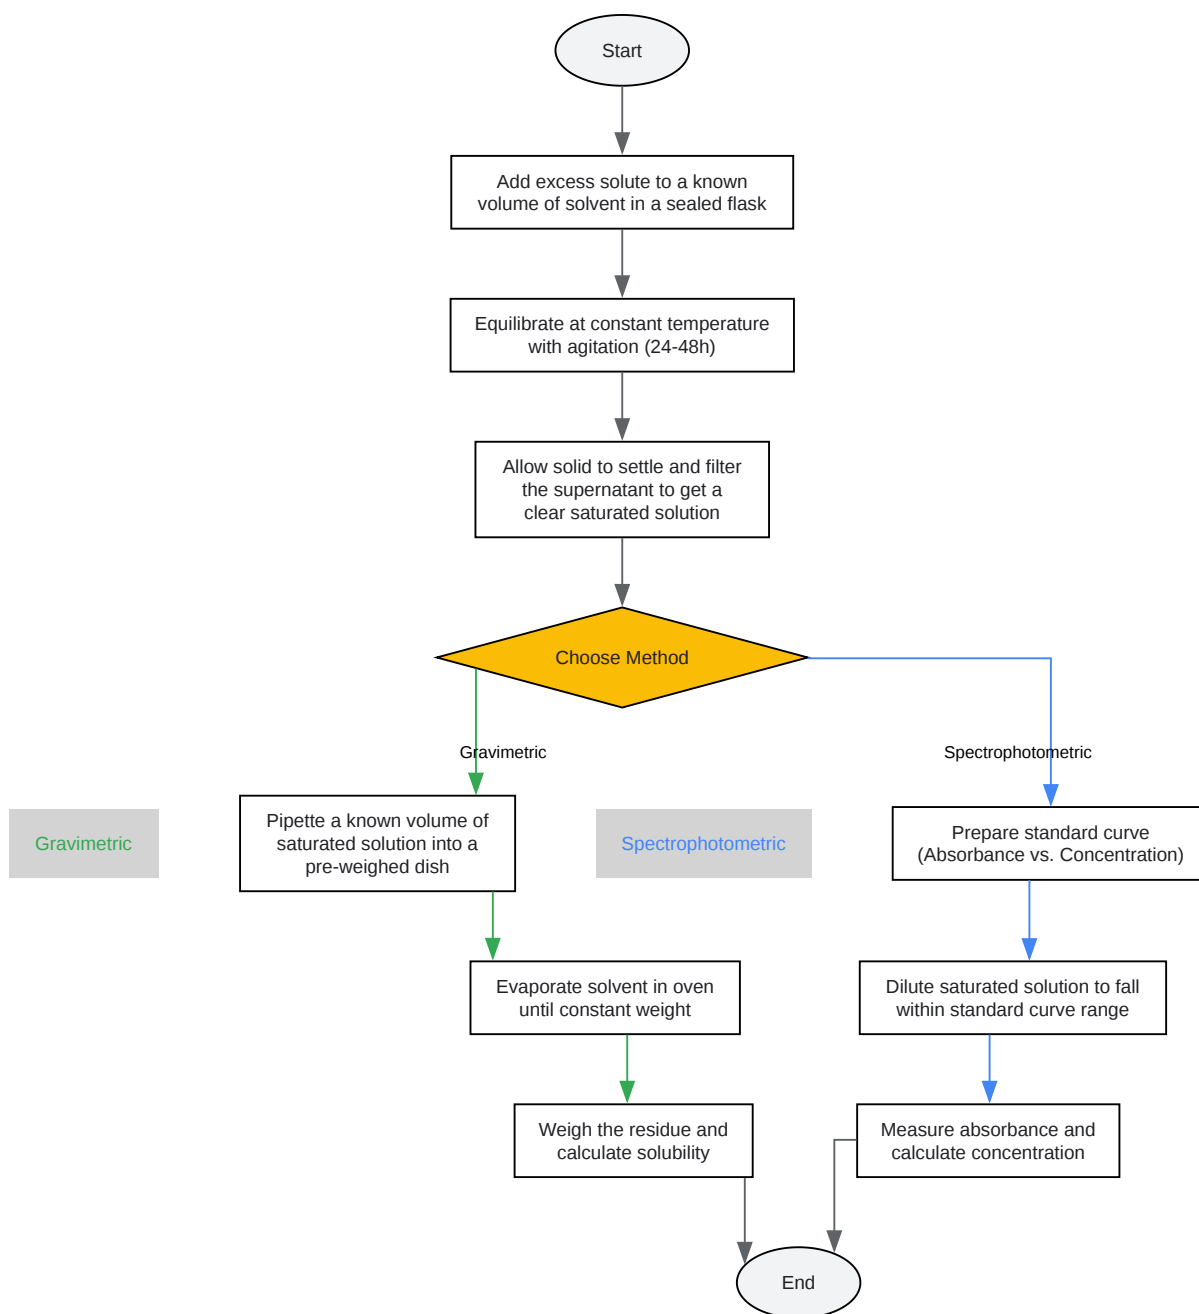 Start
Add excess solute to a known
volume of solvent in a sealed flask
Equilibrate at constant temperature
with agitation (24-48h)
Allow solid to settle and filter
the supernatant to get a
clear saturated solution
Choose Method
Gravimetric
Spectrophotometric
Gravimetric
Pipette a known volume of
saturated solution into a
pre-weighed dish
Spectrophotometric
Prepare standard curve
(Absorbance vs. Concentration)
Evaporate solvent in oven
until constant weight
Dilute saturated solution to fall
within standard curve range
Weigh the residue and
calculate solubility
Measure absorbance and
calculate concentration
End